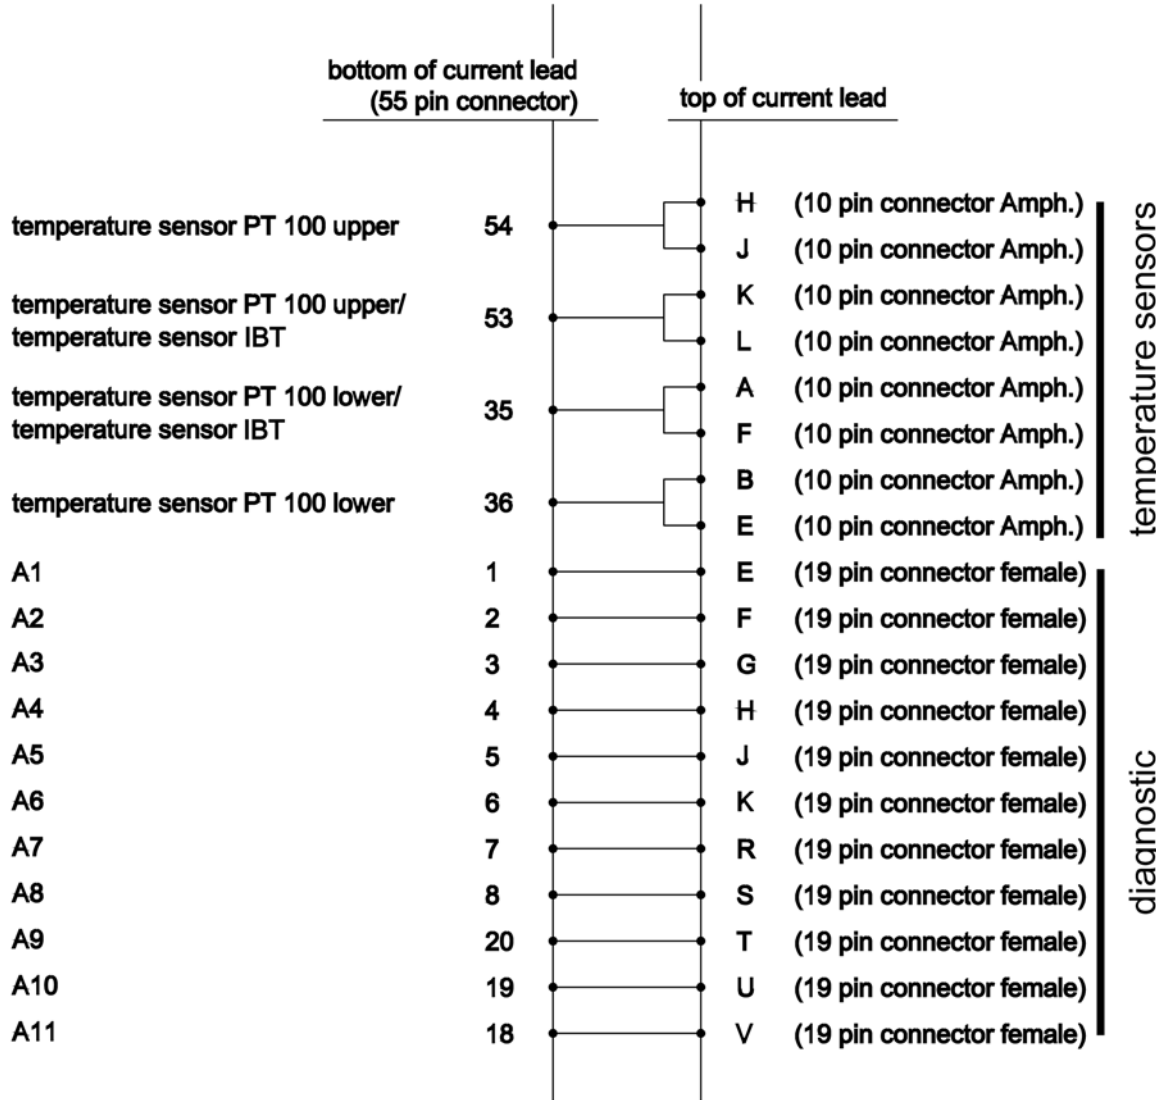 bottom of current lead
(55 pin connector)
top of current lead
temperature sensor PT 100 upper 54 H (10 pin connector Amph.)
J (10 pin connector Amph.)
temperature sensor PT 100 upper/
temperature sensor IBT 53 K (10 pin connector Amph.)
L (10 pin connector Amph.)
temperature sensor PT 100 lower/
temperature sensor IBT 35 A (10 pin connector Amph.)
F (10 pin connector Amph.)
temperature sensor PT 100 lower 36 B (10 pin connector Amph.)
E (10 pin connector Amph.)
temperature sensors
A1 1 E (19 pin connector female)
A2 2 F (19 pin connector female)
A3 3 G (19 pin connector female)
A4 4 H (19 pin connector female)
A5 5 J (19 pin connector female)
A6 6 K (19 pin connector female)
A7 7 R (19 pin connector female)
A8 8 S (19 pin connector female)
A9 20 T (19 pin connector female)
A10 19 U (19 pin connector female)
A11 18 V (19 pin connector female)
diagnostic